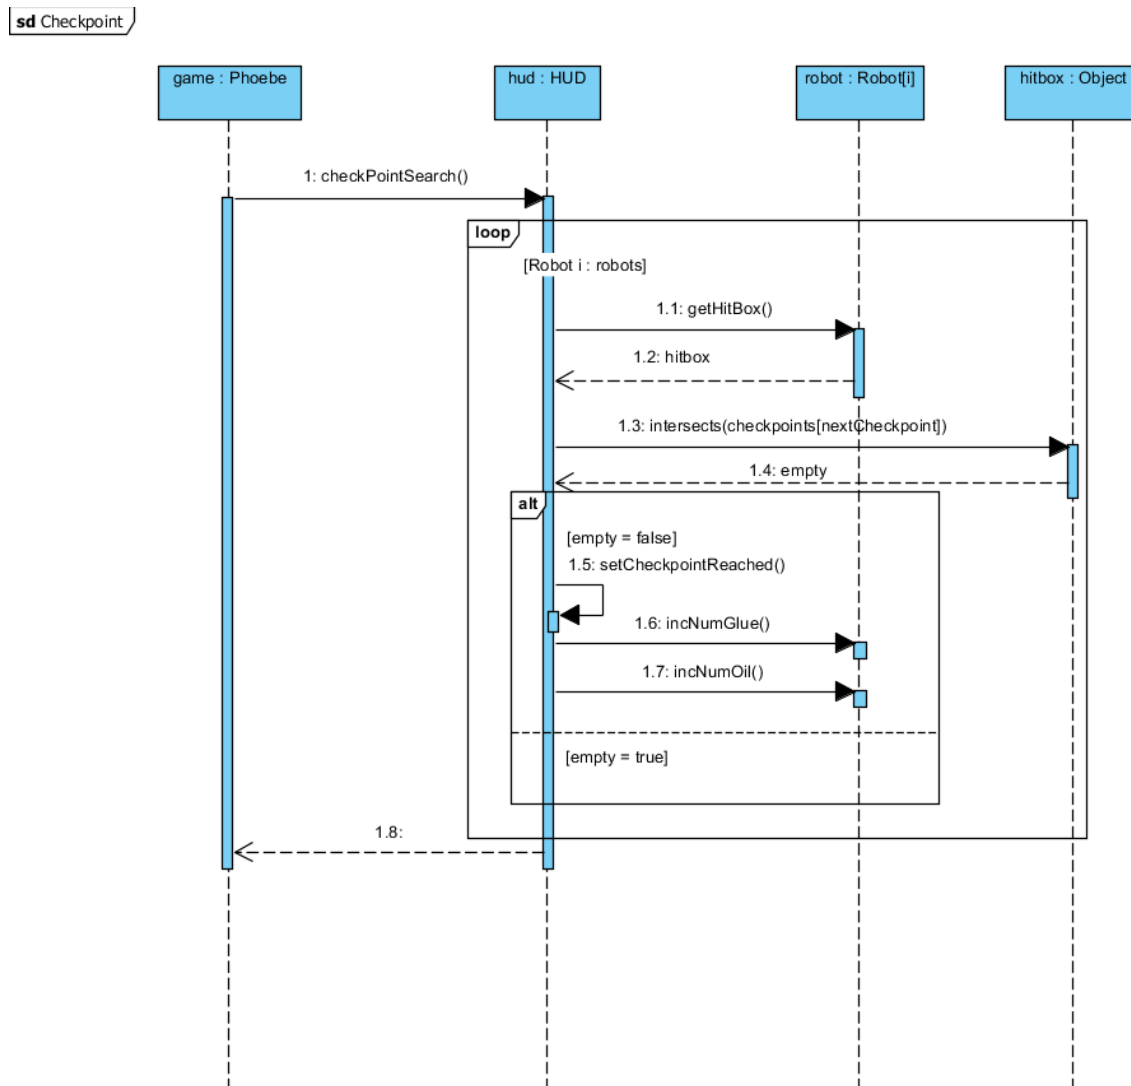 sd Checkpoint
game : Phoebe
hud : HUD
robot : Robot[i]
hitbox : Object
1: checkPointSearch()
loop
[Robot i : robots]
1.1: getHitBox()
1.2: hitbox
1.3: intersects(checkpoints[nextCheckpoint])
1.4: empty
alt
[empty = false]
1.5: setCheckpointReached()
1.6: incNumGlue()
1.7: incNumOil()
[empty = true]
1.8: